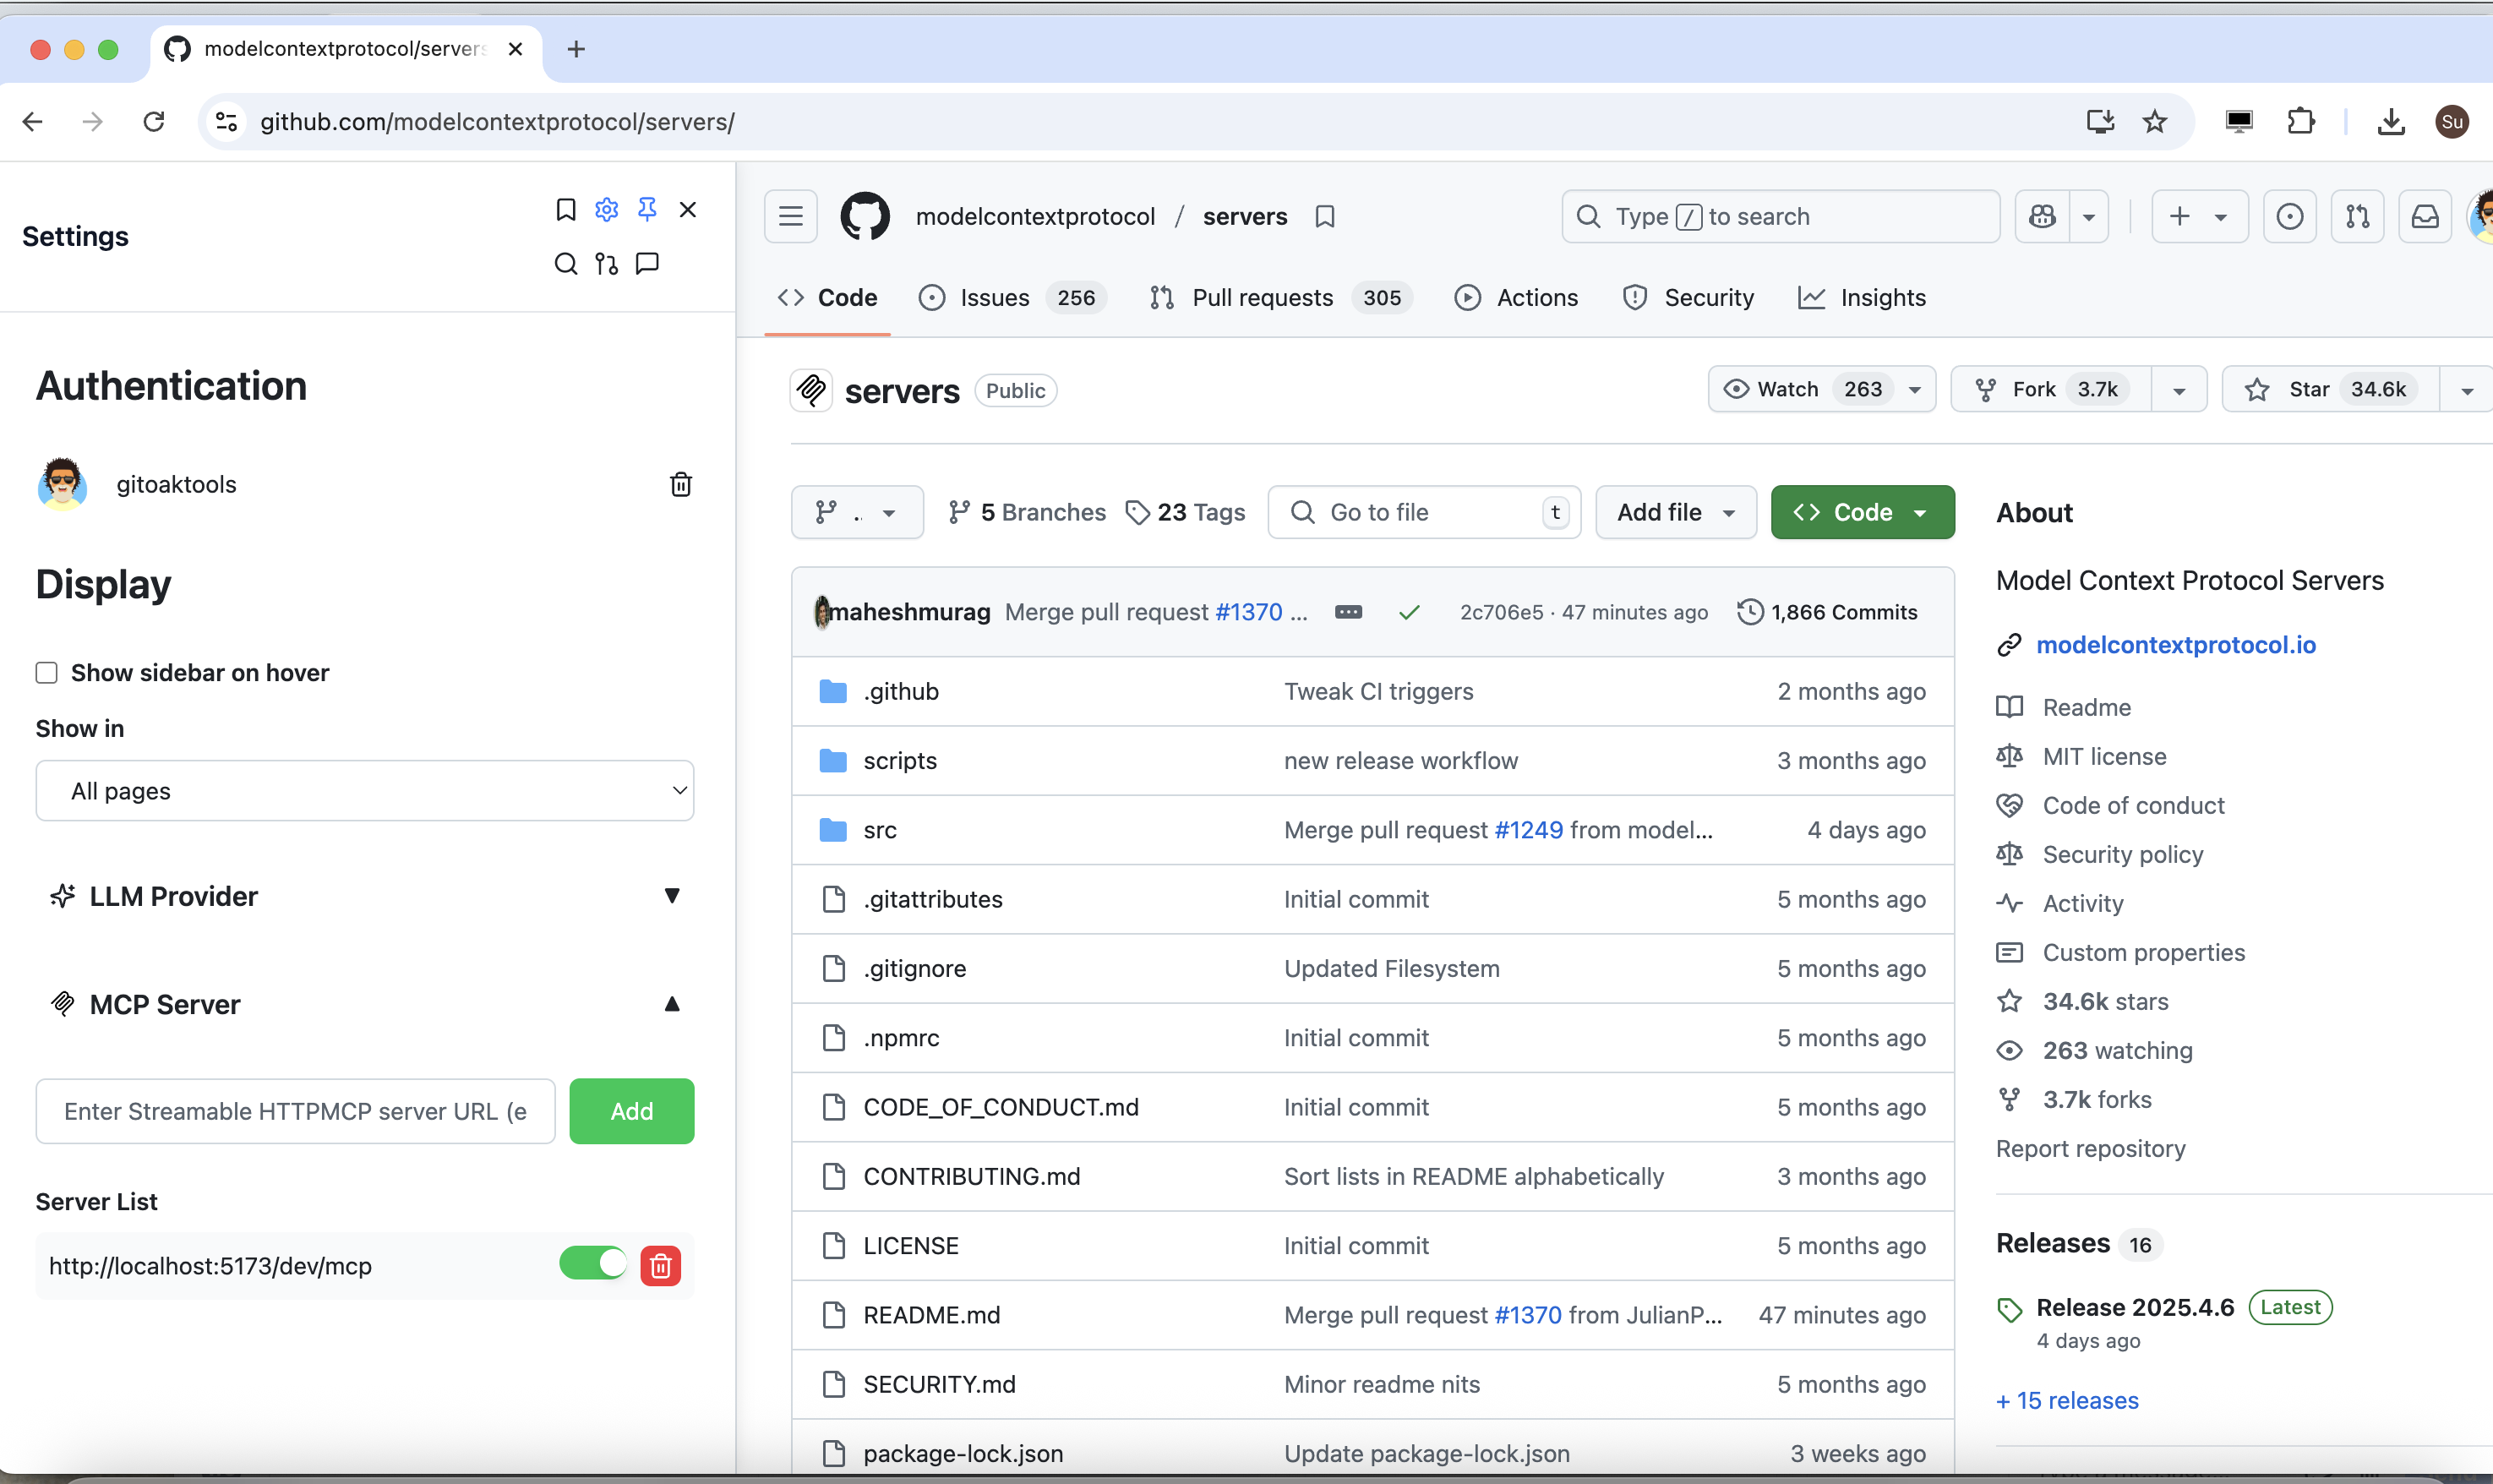 modelcontextprotocol/servers
github.com/modelcontextprotocol/servers/
Su
Settings
Authentication
gitoaktools
Display
Show sidebar on hover
Show in
All pages
LLM Provider
MCP Server
Enter Streamable HTTPMCP server URL (e
Add
Server List
http://localhost:5173/dev/mcp
modelcontextprotocol / servers
Type / to search
Code
Issues 256
Pull requests 305
Actions
Security
Insights
servers Public
Watch 263
Fork 3.7k
Star 34.6k
..
5 Branches
23 Tags
Go to file t
Add file
Code
maheshmurag Merge pull request #1370 ... 2c706e5 · 47 minutes ago 1,866 Commits
.github Tweak CI triggers 2 months ago
scripts new release workflow 3 months ago
src Merge pull request #1249 from model... 4 days ago
.gitattributes Initial commit 5 months ago
.gitignore Updated Filesystem 5 months ago
.npmrc Initial commit 5 months ago
CODE_OF_CONDUCT.md Initial commit 5 months ago
CONTRIBUTING.md Sort lists in README alphabetically 3 months ago
LICENSE Initial commit 5 months ago
README.md Merge pull request #1370 from JulianP... 47 minutes ago
SECURITY.md Minor readme nits 5 months ago
package-lock.json Update package-lock.json 3 weeks ago
About
Model Context Protocol Servers
modelcontextprotocol.io
Readme
MIT license
Code of conduct
Security policy
Activity
Custom properties
34.6k stars
263 watching
3.7k forks
Report repository
Releases 16
Release 2025.4.6 Latest
4 days ago
+ 15 releases